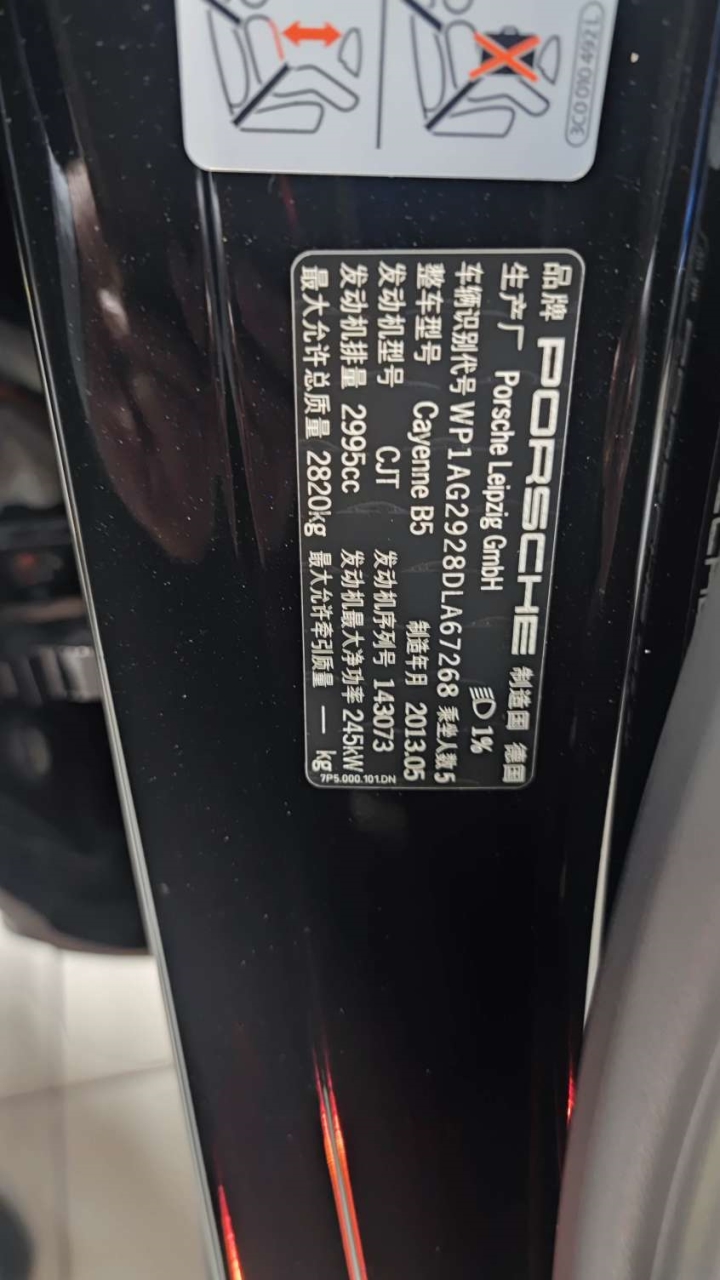 3C0 010 492 L
品牌 PORSCHE 制造国 德国
生产厂 Porsche Leipzig GmbH 1%
车辆识别代号 WP1AG2928DLA67268 乘坐人数 5
整车型号 Cayenne B5 制造年月 2013.05
发动机型号 CJT 发动机序列号 143073
发动机排量 2995cc 发动机最大净功率 245kW
最大允许总质量 2820kg 最大允许牵引质量 — kg
7P5.000.101.DN